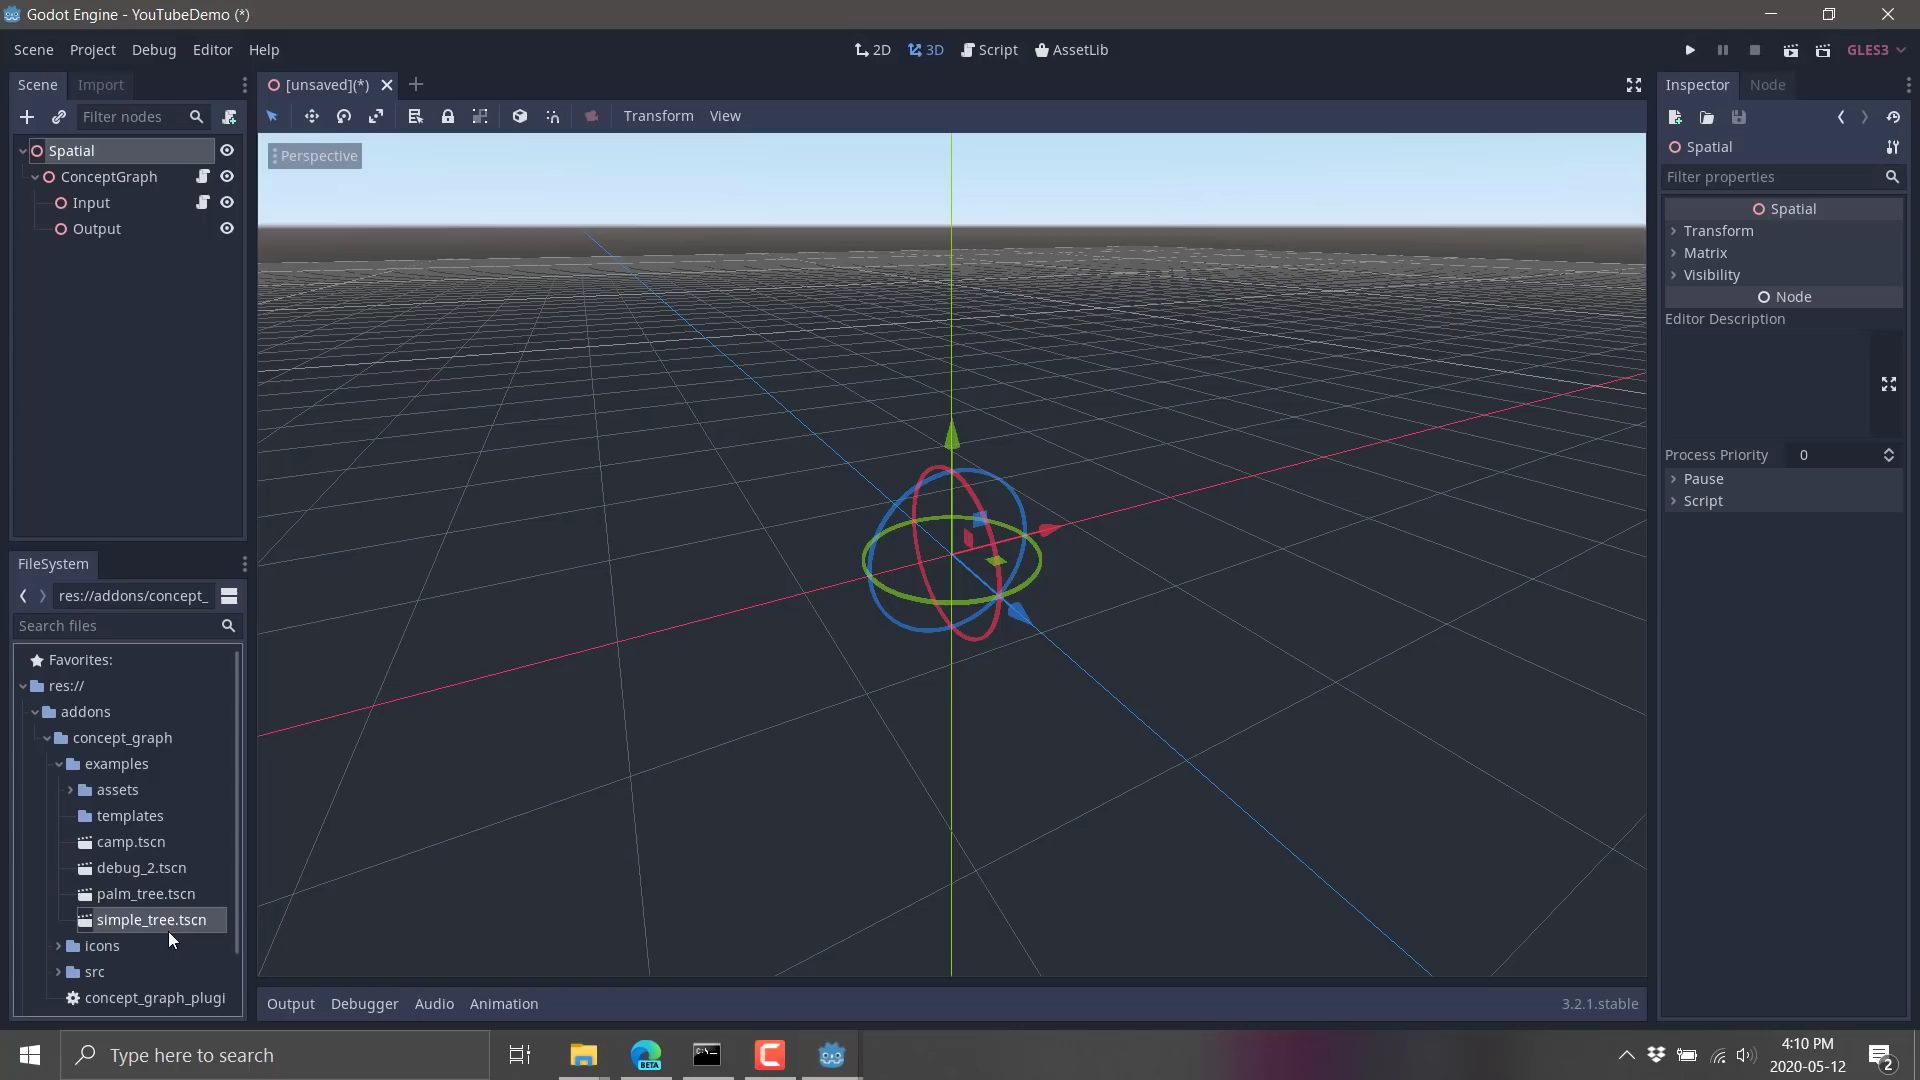 Godot Engine - YouTubeDemo (*)
Scene Project Debug Editor Help
2D 3D Script AssetLib
GLES3
Scene Import
[unsaved](*)
Inspector Node
Filter nodes
Transform View
Spatial
ConceptGraph
Input
Output
Perspective
Spatial
Filter properties
Spatial
Transform
Matrix
Visibility
Node
Editor Description
Process Priority 0
Pause
Script
FileSystem
res://addons/concept_
Search files
Favorites:
res://
addons
concept_graph
examples
assets
templates
camp.tscn
debug_2.tscn
palm_tree.tscn
simple_tree.tscn
icons
src
concept_graph_plugi
Output Debugger Audio Animation
3.2.1.stable
Type here to search
BETA
4:10 PM
2020-05-12
2